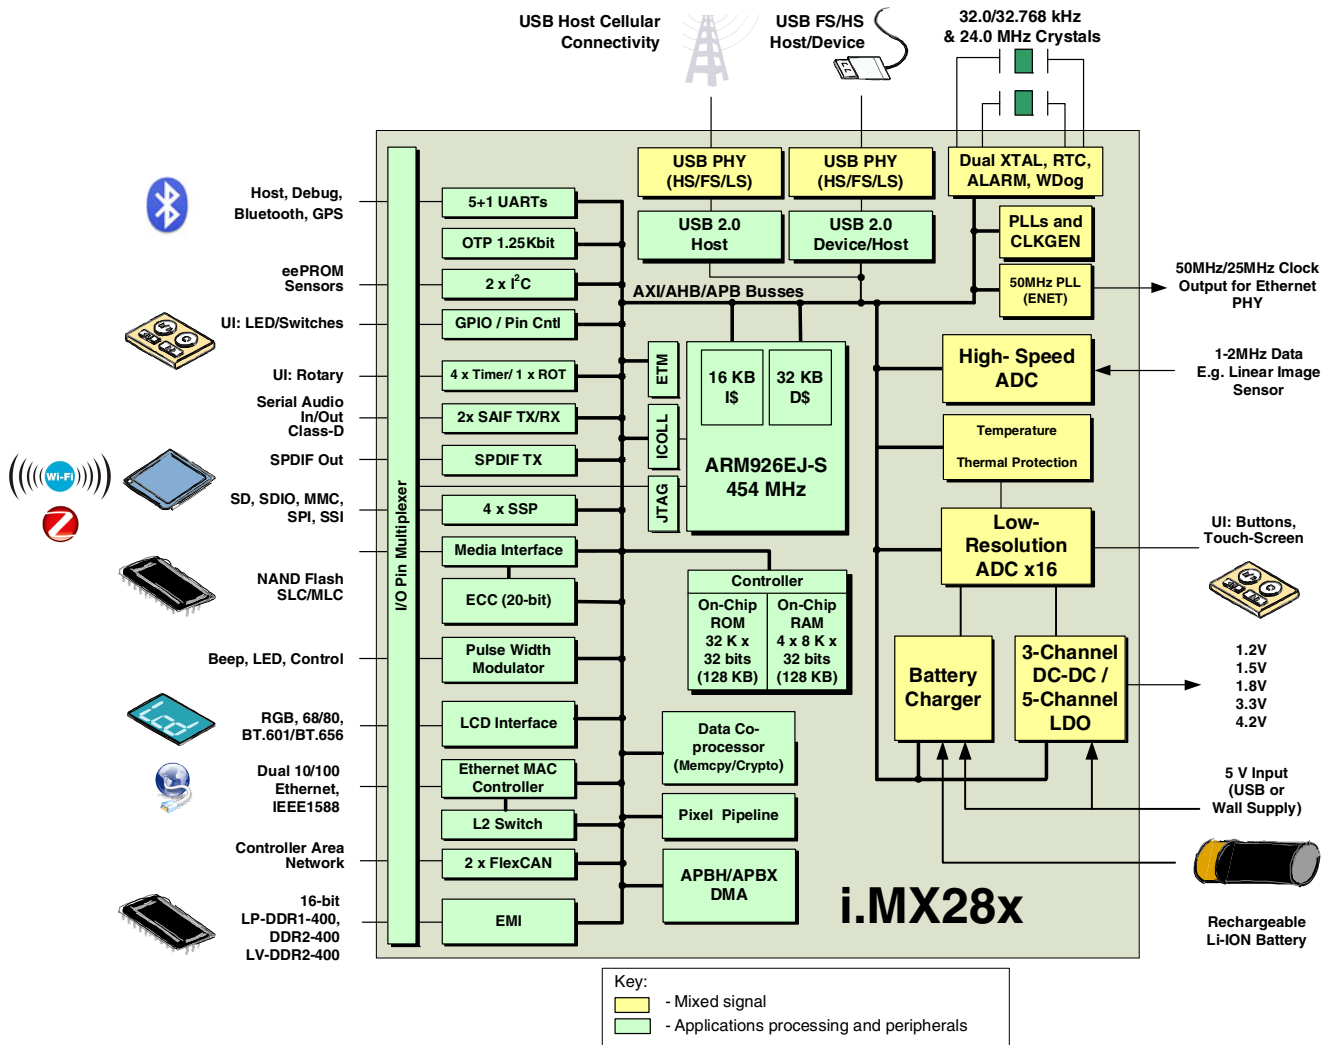 USB Host Cellular
Connectivity
USB FS/HS
Host/Device
32.0/32.768 kHz
& 24.0 MHz Crystals
USB PHY
(HS/FS/LS)
USB PHY
(HS/FS/LS)
Dual XTAL, RTC,
ALARM, WDog
USB 2.0
Host
USB 2.0
Device/Host
PLLs and
CLKGEN
50MHz PLL
(ENET)
50MHz/25MHz Clock
Output for Ethernet
PHY
AXI/AHB/APB Busses
Host, Debug,
Bluetooth, GPS
5+1 UARTs
OTP 1.25Kbit
eePROM
Sensors
2 x I²C
UI: LED/Switches
GPIO / Pin Cntl
UI: Rotary
4 x Timer/ 1 x ROT
Serial Audio
In/Out
Class-D
2x SAIF TX/RX
SPDIF Out
SPDIF TX
Wi-Fi
SD, SDIO, MMC,
SPI, SSI
4 x SSP
I/O Pin Multiplexer
Media Interface
NAND Flash
SLC/MLC
ECC (20-bit)
Beep, LED, Control
Pulse Width
Modulator
Lcd
RGB, 68/80,
BT.601/BT.656
LCD Interface
Dual 10/100
Ethernet,
IEEE1588
Ethernet MAC
Controller
L2 Switch
Controller Area
Network
2 x FlexCAN
16-bit
LP-DDR1-400,
DDR2-400
LV-DDR2-400
EMI
ETM
ICOLL
JTAG
16 KB
I$
32 KB
D$
ARM926EJ-S
454 MHz
Controller
On-Chip
ROM
32 K x
32 bits
(128 KB)
On-Chip
RAM
4 x 8 K x
32 bits
(128 KB)
Data Co-
processor
(Memcpy/Crypto)
Pixel Pipeline
APBH/APBX
DMA
High- Speed
ADC
1-2MHz Data
E.g. Linear Image
Sensor
Temperature
Thermal Protection
Low-
Resolution
ADC x16
UI: Buttons,
Touch-Screen
Battery
Charger
3-Channel
DC-DC /
5-Channel
LDO
1.2V
1.5V
1.8V
3.3V
4.2V
5 V Input
(USB or
Wall Supply)
Rechargeable
Li-ION Battery
i.MX28x
Key:
- Mixed signal
- Applications processing and peripherals